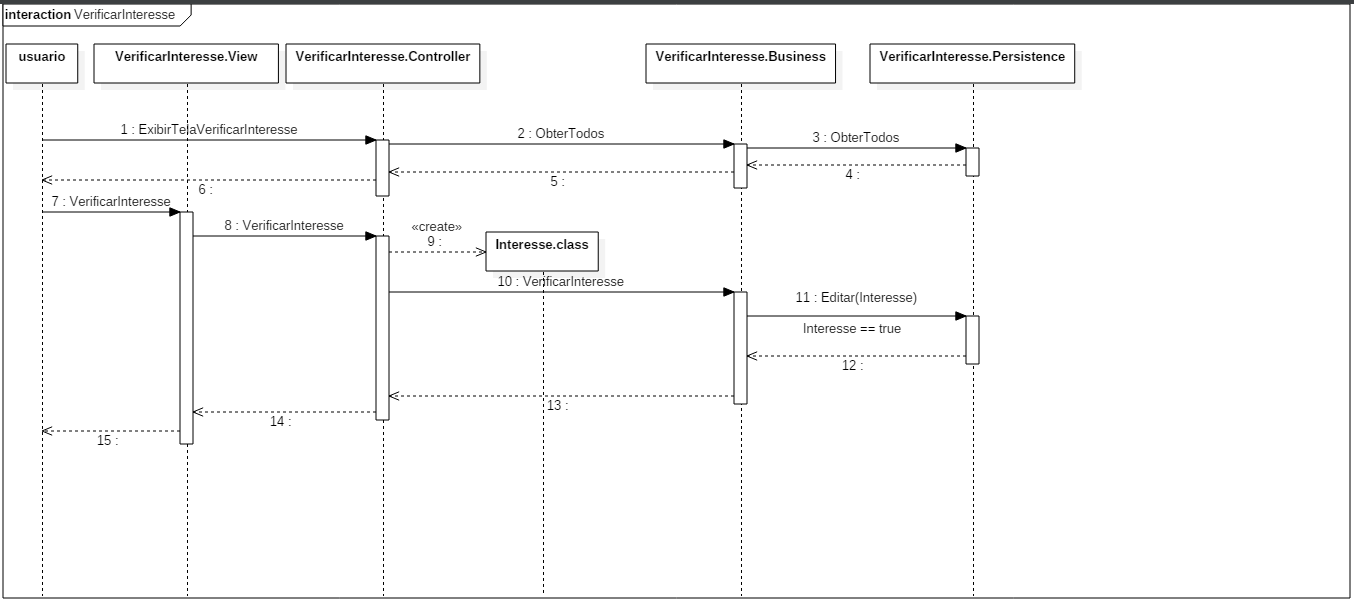 interaction VerificarInteresse
usuario
VerificarInteresse.View
VerificarInteresse.Controller
VerificarInteresse.Business
VerificarInteresse.Persistence
1 : ExibirTelaVerificarInteresse
2 : ObterTodos
3 : ObterTodos
4 :
5 :
6 :
7 : VerificarInteresse
8 : VerificarInteresse
«create»
9 :
Interesse.class
10 : VerificarInteresse
11 : Editar(Interesse)
Interesse == true
12 :
13 :
14 :
15 :